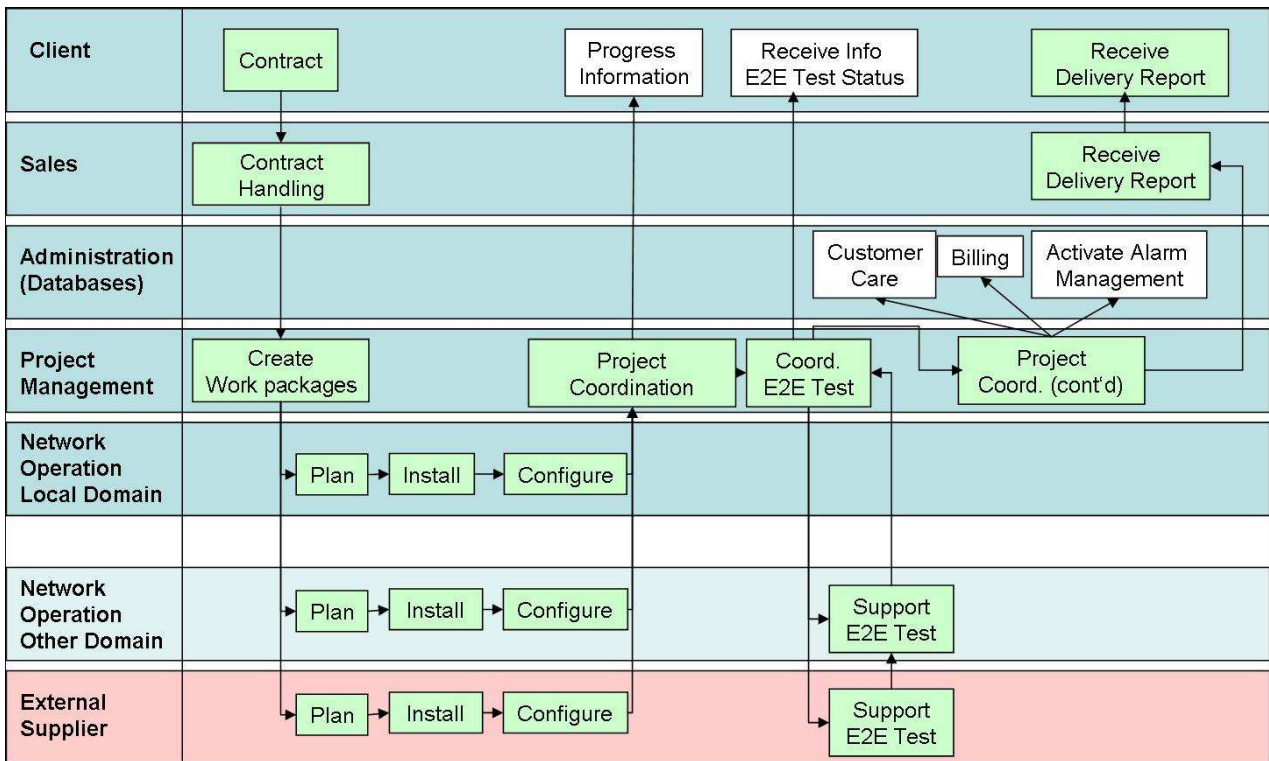 Client
Contract
Progress
Information
Receive Info
E2E Test Status
Receive
Delivery Report
Sales
Contract
Handling
Receive
Delivery Report
Administration
(Databases)
Customer
Care
Billing
Activate Alarm
Management
Project
Management
Create
Work packages
Project
Coordination
Coord.
E2E Test
Project
Coord. (cont'd)
Network
Operation
Local Domain
Plan
Install
Configure
Network
Operation
Other Domain
Plan
Install
Configure
Support
E2E Test
External
Supplier
Plan
Install
Configure
Support
E2E Test